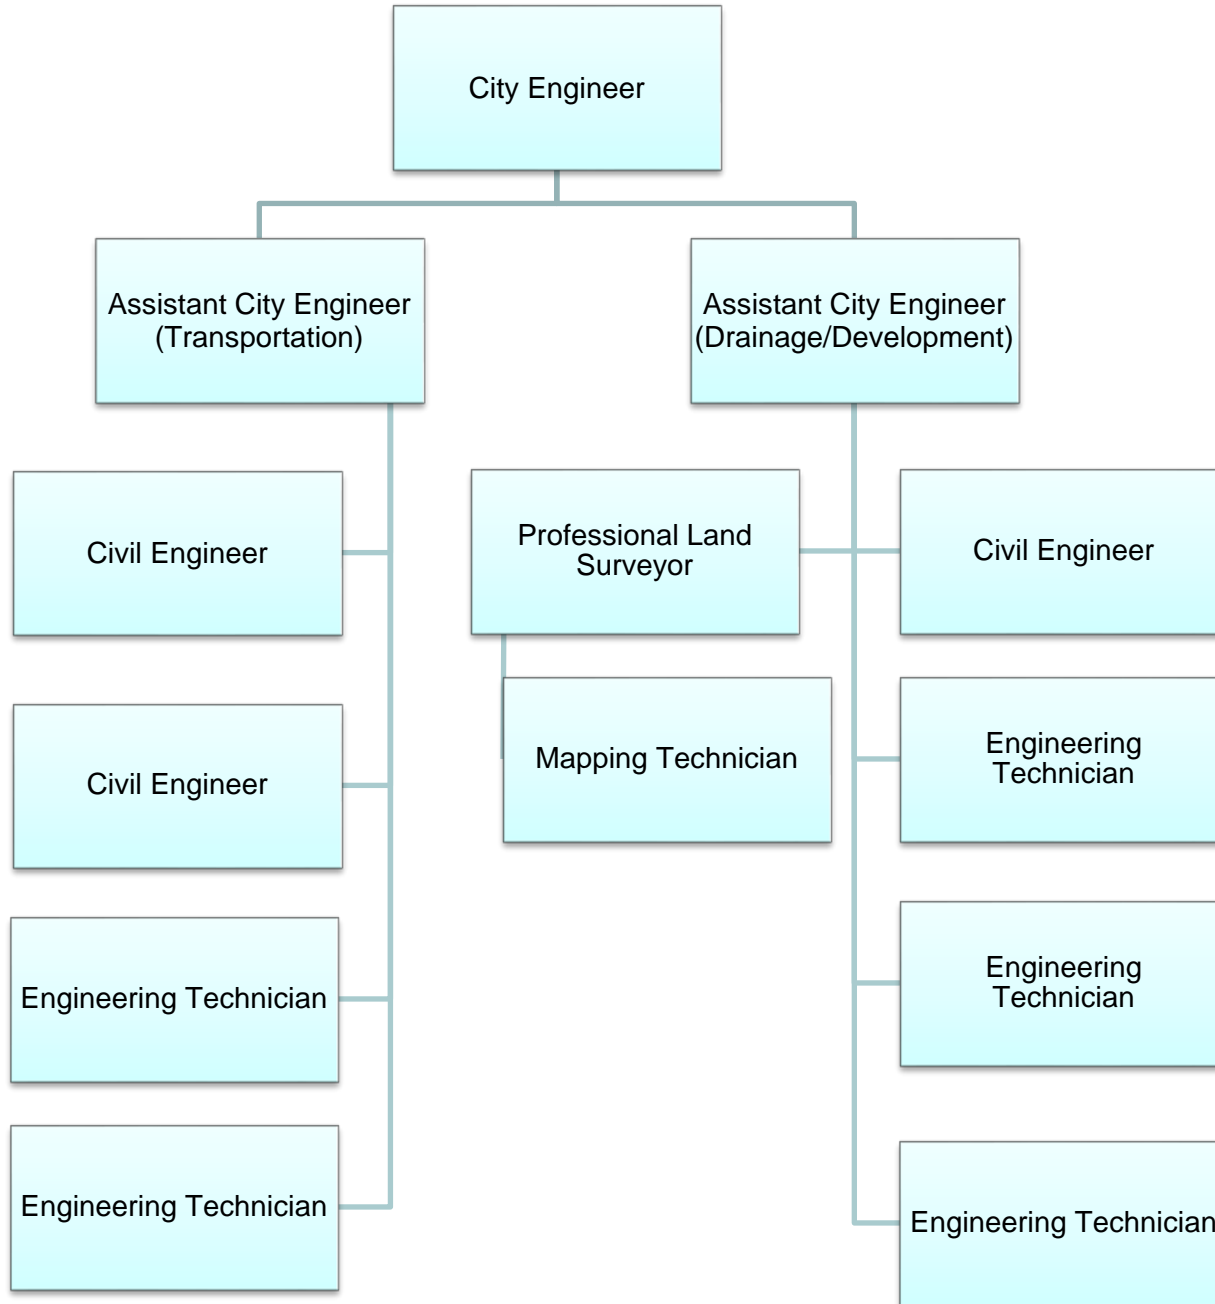 City Engineer
Assistant City Engineer
(Transportation)
Assistant City Engineer
(Drainage/Development)
Civil Engineer
Professional Land
Surveyor
Civil Engineer
Civil Engineer
Mapping Technician
Engineering
Technician
Engineering Technician
Engineering
Technician
Engineering Technician
Engineering Technician